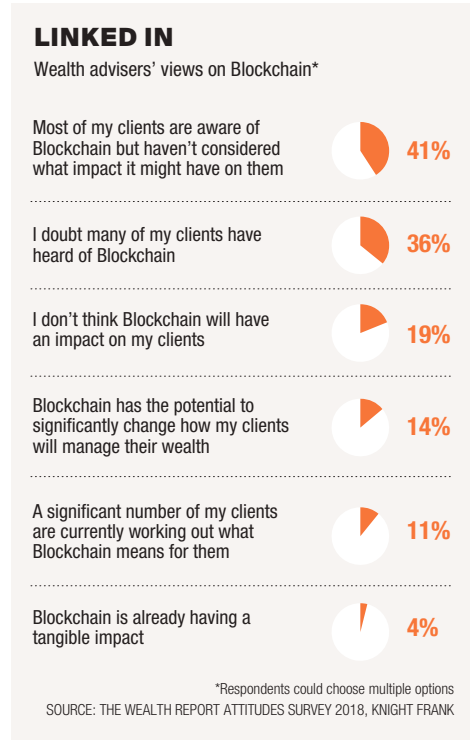 LINKED IN
Wealth advisers’ views on Blockchain*
Most of my clients are aware of
Blockchain but haven’t considered
what impact it might have on them
41%
I doubt many of my clients have
heard of Blockchain
36%
I don’t think Blockchain will have
an impact on my clients
19%
Blockchain has the potential to
significantly change how my clients
will manage their wealth
14%
A significant number of my clients
are currently working out what
Blockchain means for them
11%
Blockchain is already having a
tangible impact
4%
*Respondents could choose multiple options
SOURCE: THE WEALTH REPORT ATTITUDES SURVEY 2018, KNIGHT FRANK